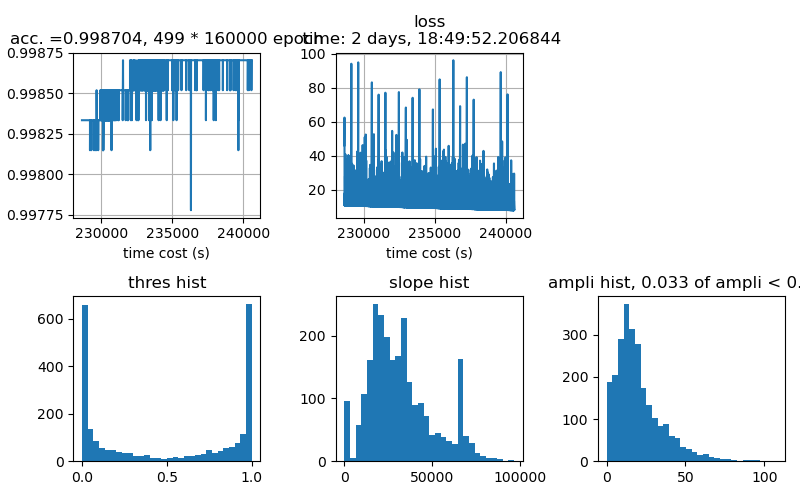 loss
acc. =0.998704, 499 * 160000 epoch
time: 2 days, 18:49:52.206844
0.99875
0.99850
0.99825
0.99800
0.99775
230000 235000 240000
time cost (s)
100
80
60
40
20
230000 235000 240000
time cost (s)
thres hist
600
400
200
0
0.0 0.5 1.0
slope hist
200
100
0
0 50000 100000
ampli hist, 0.033 of ampli < 0.
300
200
100
0
0 50 100